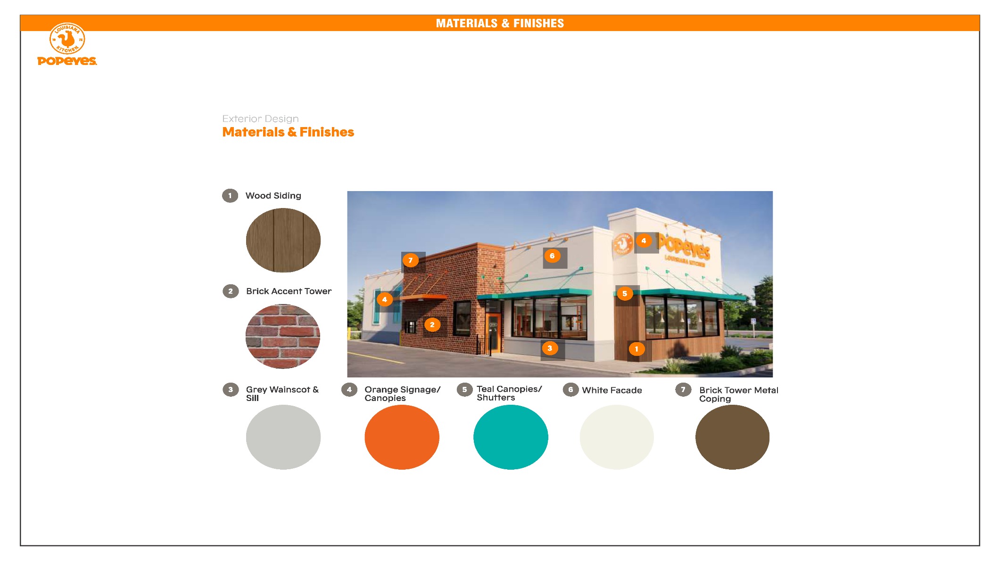 MATERIALS & FINISHES
LOUISIANA
19 72
KITCHEN
POPEYES
Exterior Design
Materials & Finishes
1 Wood Siding
2 Brick Accent Tower
7
6
4
POPEYES
LOUISIANA KITCHEN
4
5
2
3
1
3 Grey Wainscot &
Sill
4 Orange Signage/
Canopies
5 Teal Canopies/
Shutters
6 White Facade
7 Brick Tower Metal
Coping